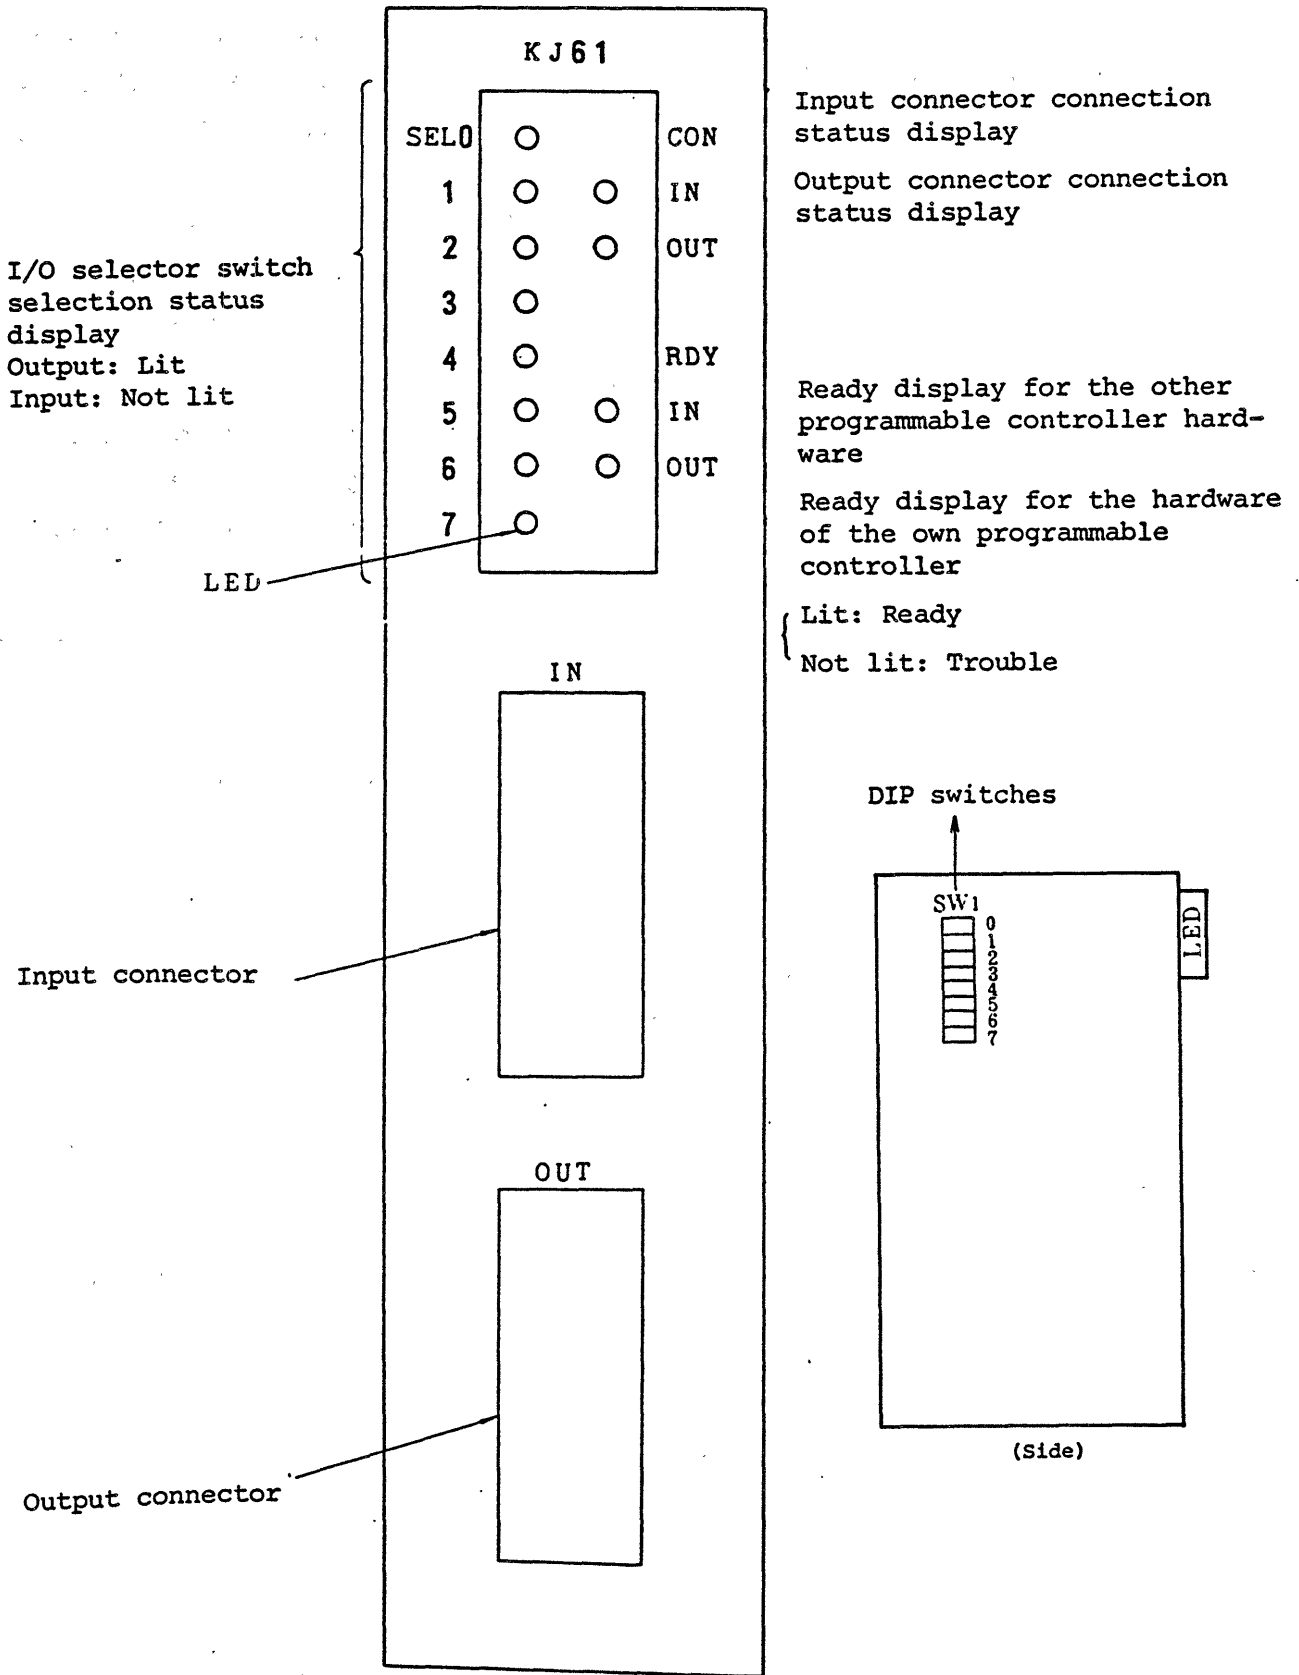 KJ61
SEL0
CON
1
IN
2
OUT
3
4
RDY
5
IN
6
OUT
7
I/O selector switch
selection status
display
Output: Lit
Input: Not lit
LED
Input connector connection
status display
Output connector connection
status display
Ready display for the other
programmable controller hard-
ware
Ready display for the hardware
of the own programmable
controller
Lit: Ready
Not lit: Trouble
IN
Input connector
OUT
Output connector
DIP switches
SW1
0
1
2
3
4
5
6
7
LED
(Side)